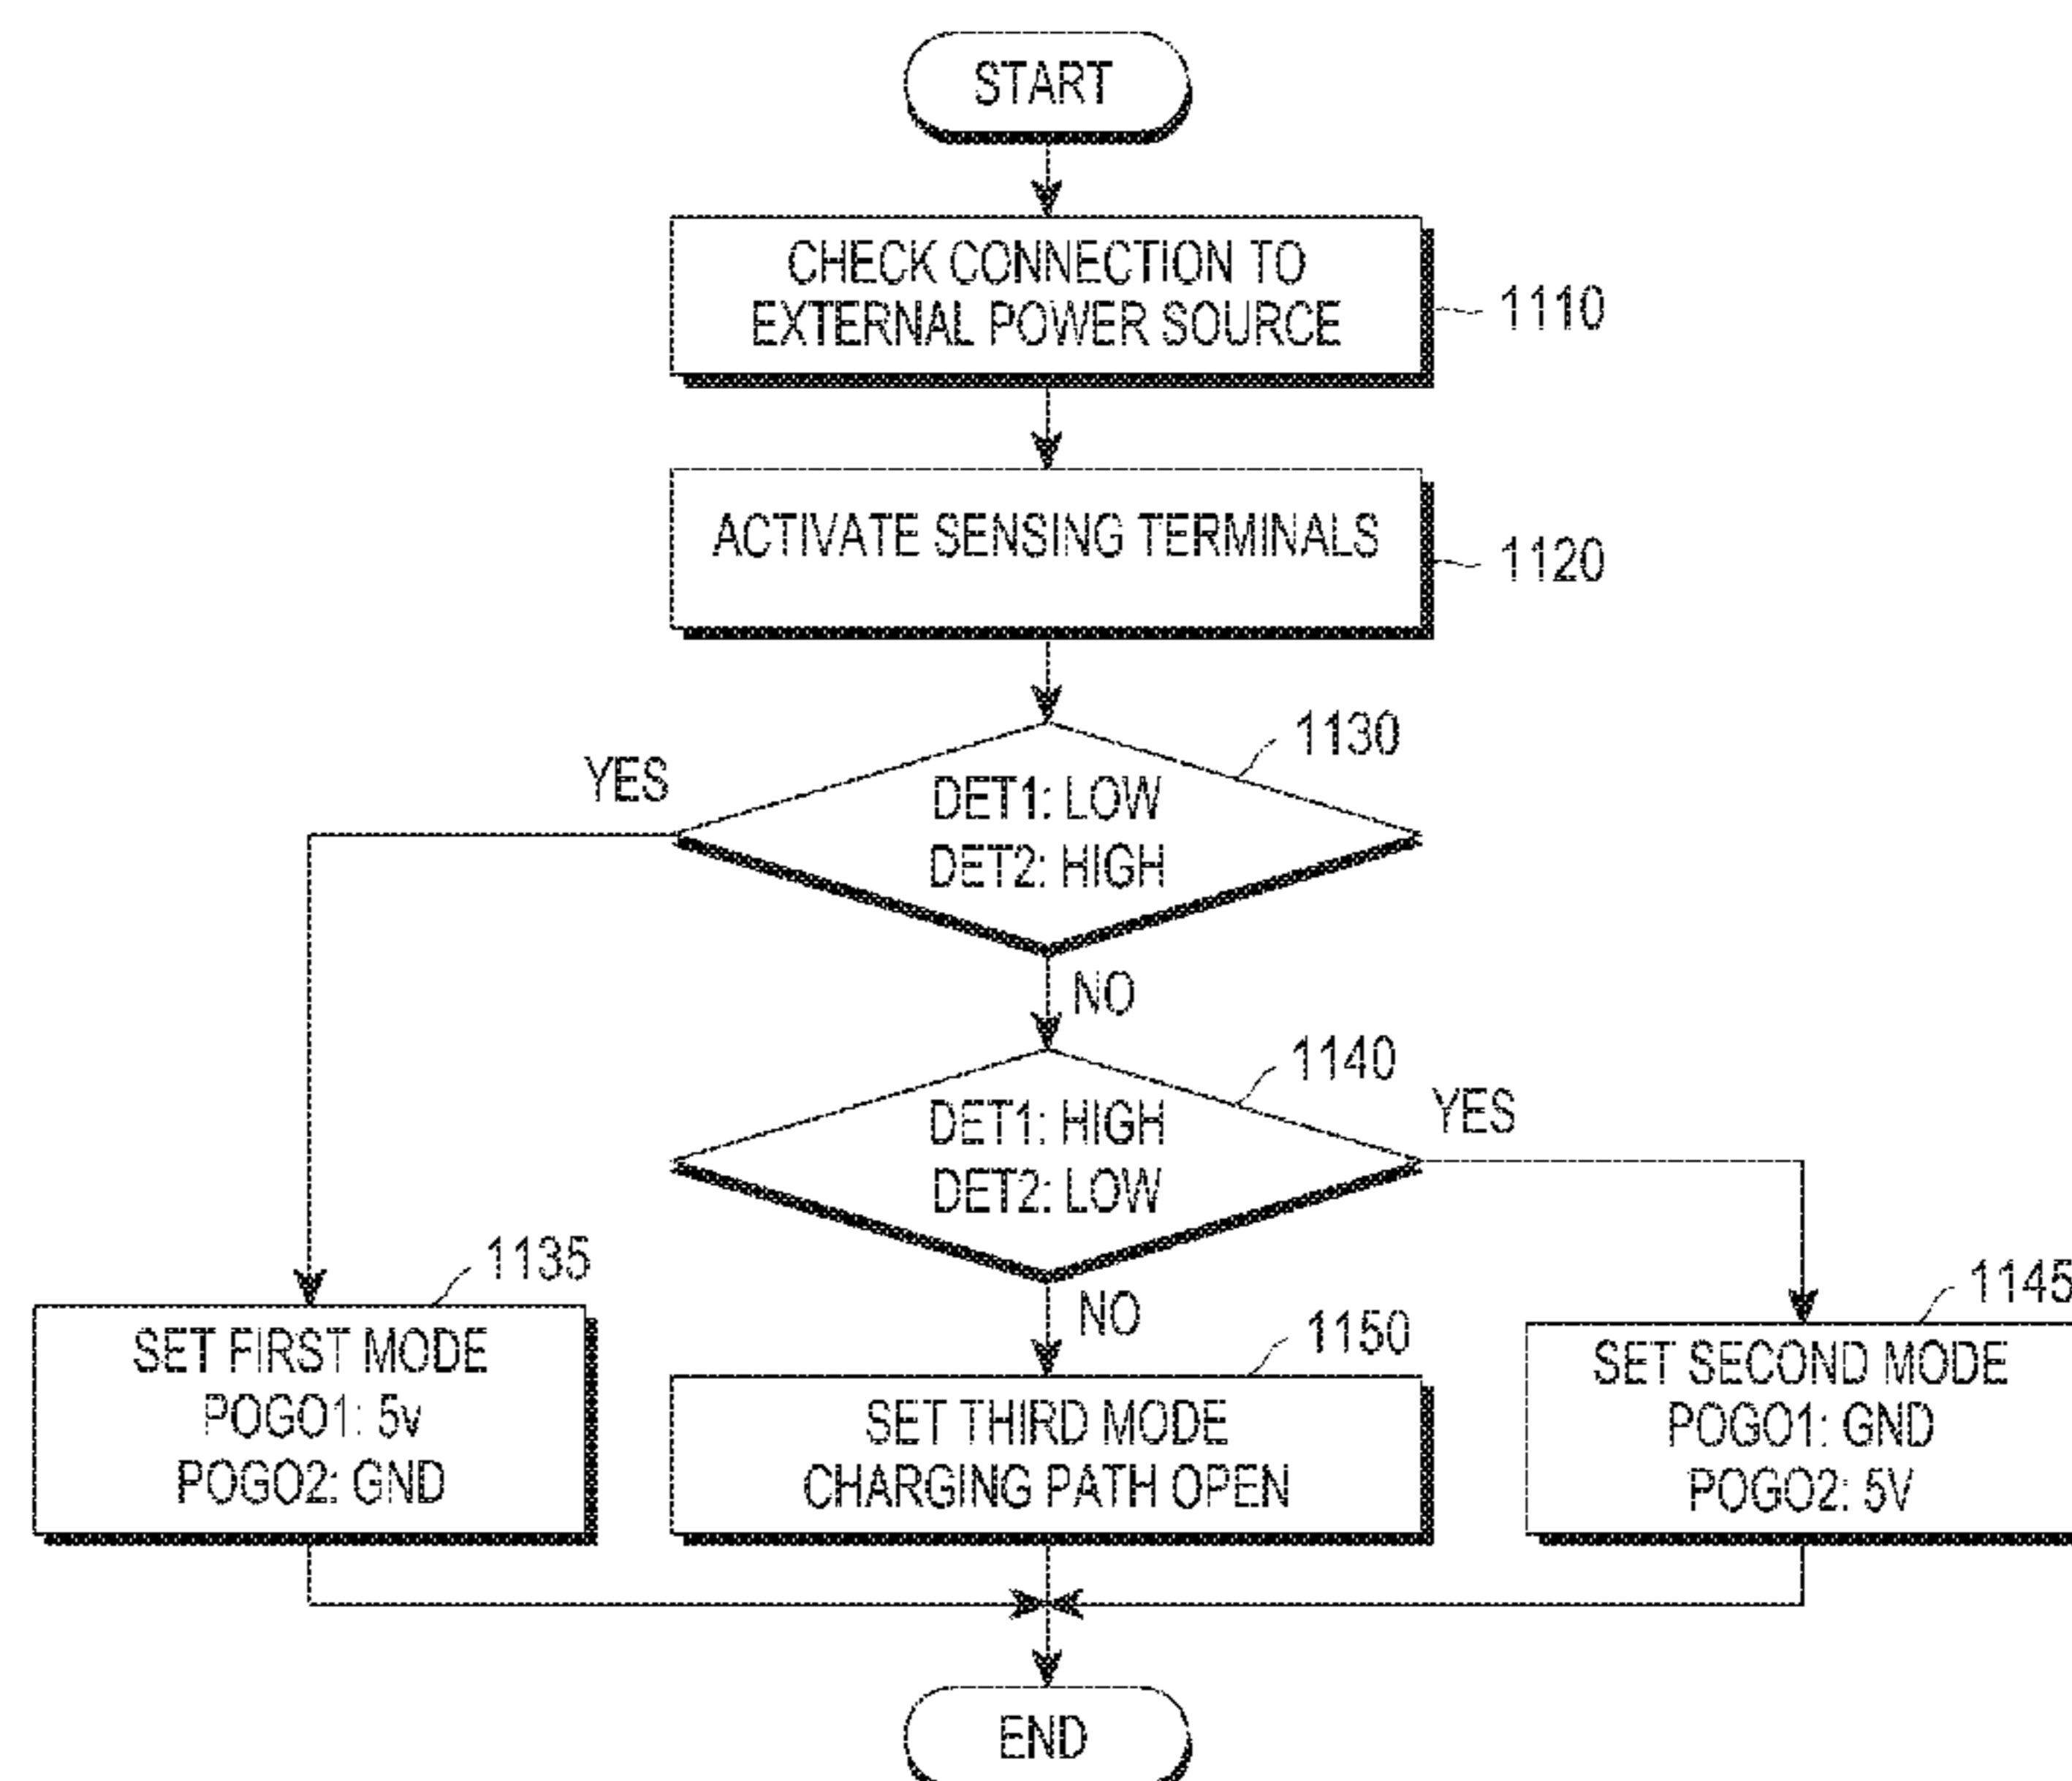 START
CHECK CONNECTION TO
EXTERNAL POWER SOURCE
1110
ACTIVATE SENSING TERMINALS
1120
1130
YES
DET1: LOW
DET2: HIGH
NO
1140
YES
DET1: HIGH
DET2: LOW
NO
1135
SET FIRST MODE
POGO1: 5v
POGO2: GND
1150
SET THIRD MODE
CHARGING PATH OPEN
1145
SET SECOND MODE
POGO1: GND
POGO2: 5V
END